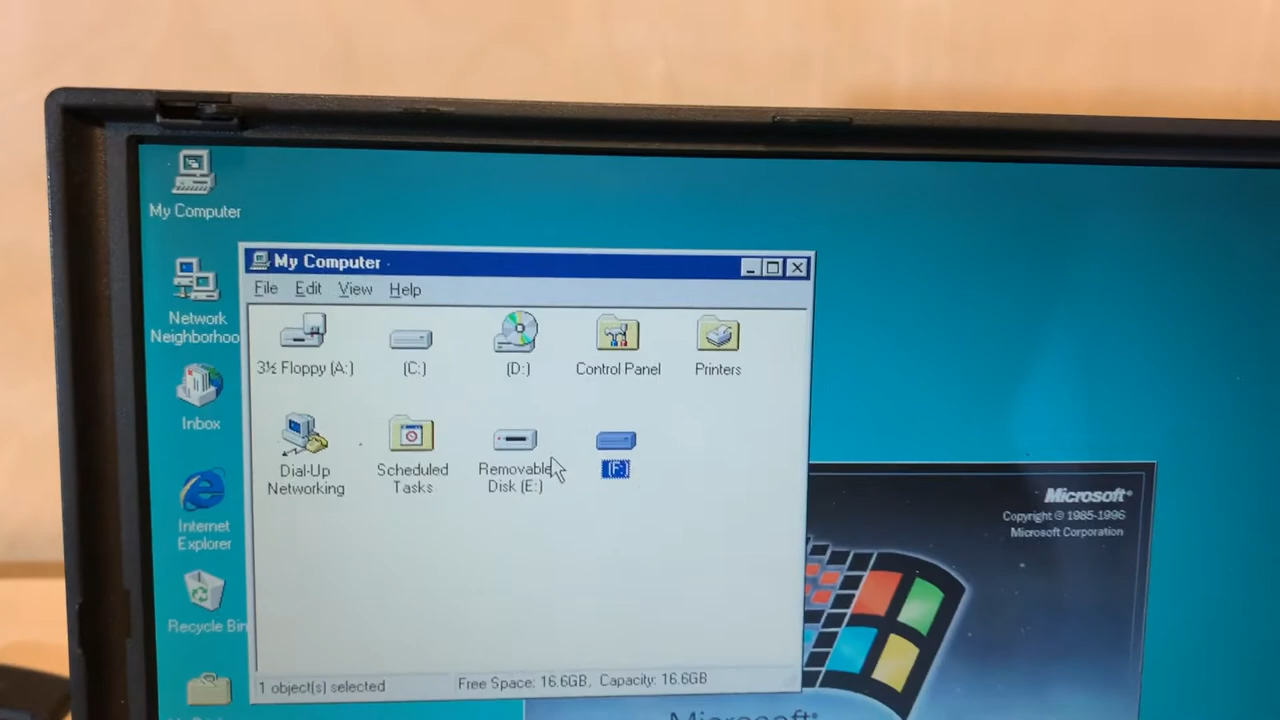 My Computer
Network
Neighborhoo
Inbox
Internet
Explorer
Recycle Bin
My Computer
File Edit View Help
3½ Floppy (A:)
(C:)
(D:)
Control Panel
Printers
Dial-Up
Networking
Scheduled
Tasks
Removable
Disk (E:)
(F:)
1 object(s) selected
Free Space: 16.6GB, Capacity: 16.6GB
Microsoft®
Copyright © 1985-1996
Microsoft Corporation
Microsoft®